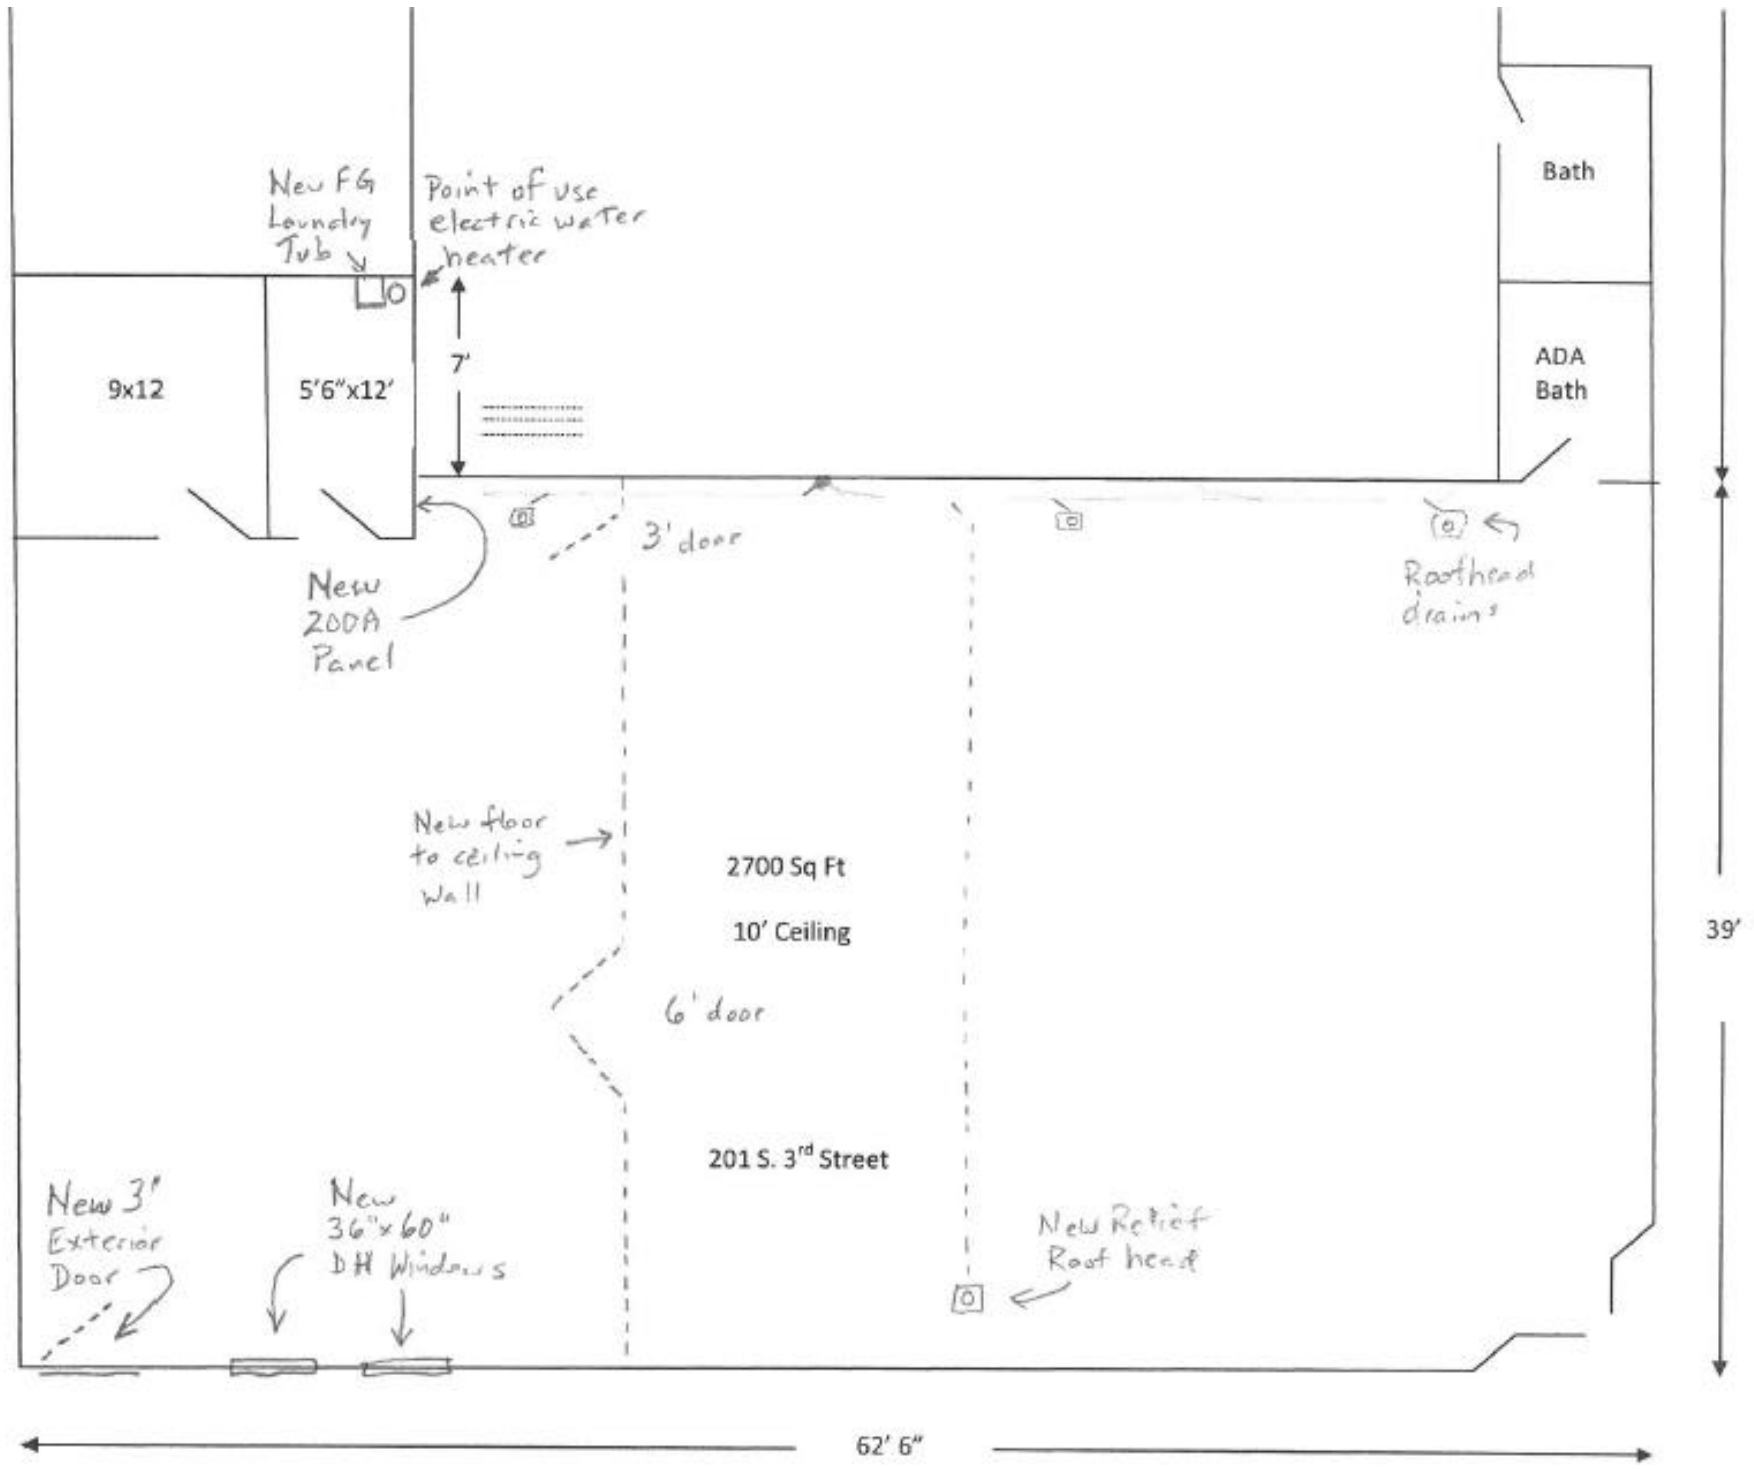 Bath
New FG
Laundry
Tub
Point of use
electric water
heater
7'
9x12
5'6"x12'
ADA
Bath
3' door
New
200A
Panel
Roofhead
drains
New floor
to ceiling
wall
2700 Sq Ft
10' Ceiling
39'
6' door
201 S. 3rd Street
New 3'
Exterior
Door
New
36"x60"
DH Windows
New Relief
Roof head
62' 6"